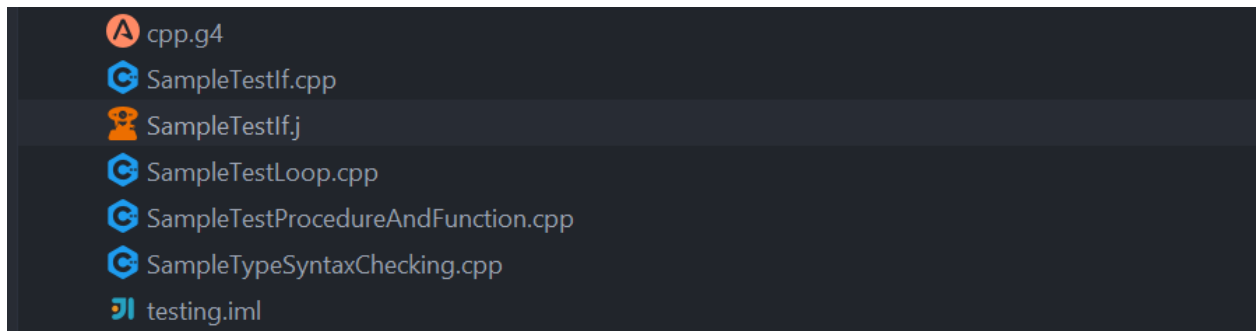 cpp.g4
SampleTestIf.cpp
SampleTestIf.j
SampleTestLoop.cpp
SampleTestProcedureAndFunction.cpp
SampleTypeSyntaxChecking.cpp
testing.iml